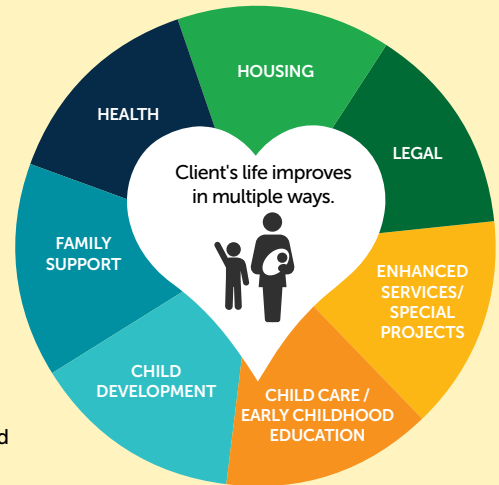 HOUSING
HEALTH
LEGAL
Client's life improves
in multiple ways.
FAMILY
SUPPORT
ENHANCED
SERVICES/
SPECIAL
PROJECTS
CHILD
DEVELOPMENT
CHILD CARE /
EARLY CHILDHOOD
EDUCATION
d